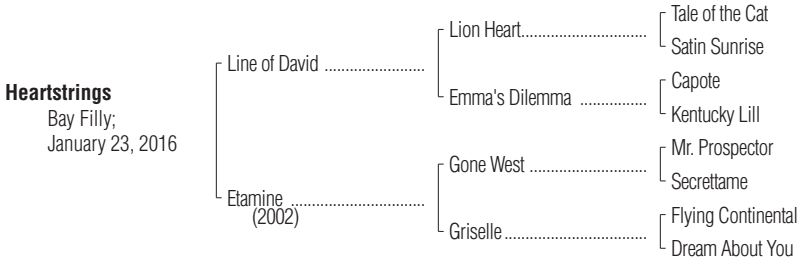 Heartstrings
Bay Filly;
January 23, 2016
Line of David ........................
Etamine ................................
(2002)
Lion Heart..............................
Emma's Dilemma ................
Gone West ............................
Griselle..................................
Tale of the Cat
Satin Sunrise
Capote
Kentucky Lill
Mr. Prospector
Secrettame
Flying Continental
Dream About You